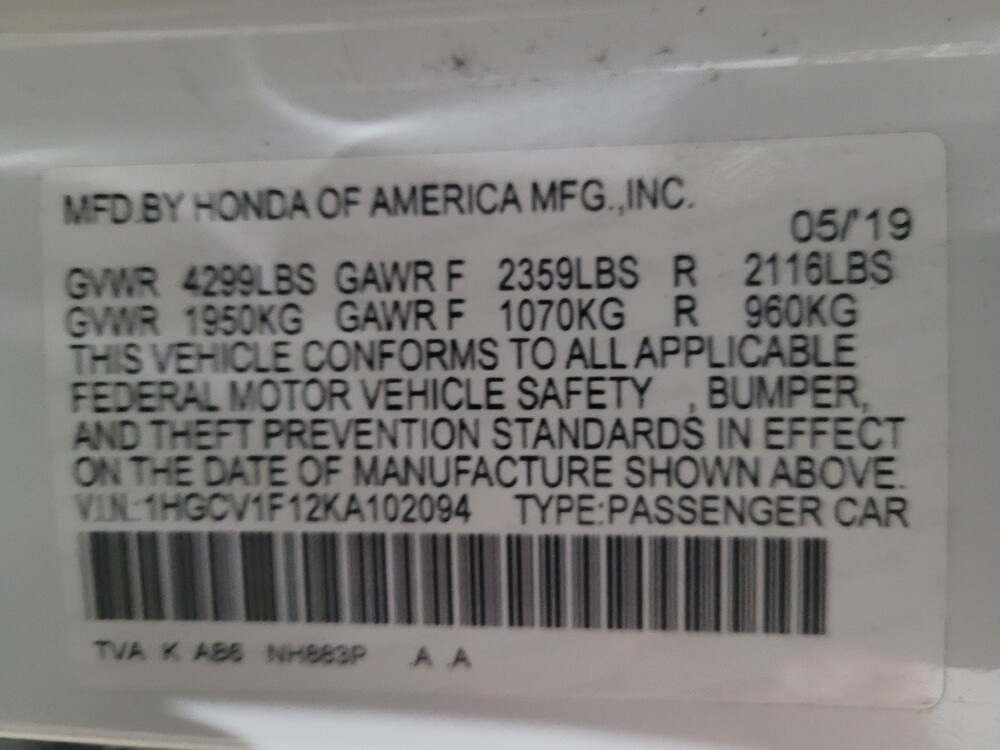 MFD.BY HONDA OF AMERICA MFG.,INC.
05/'19
GVWR 4299LBS GAWR F 2359LBS R 2116LBS
GVWR 1950KG GAWR F 1070KG R 960KG
THIS VEHICLE CONFORMS TO ALL APPLICABLE
FEDERAL MOTOR VEHICLE SAFETY , BUMPER,
AND THEFT PREVENTION STANDARDS IN EFFECT
ON THE DATE OF MANUFACTURE SHOWN ABOVE.
V.I.N.:1HGCV1F12KA102094 TYPE:PASSENGER CAR
TVA K AB6 NH883P A A